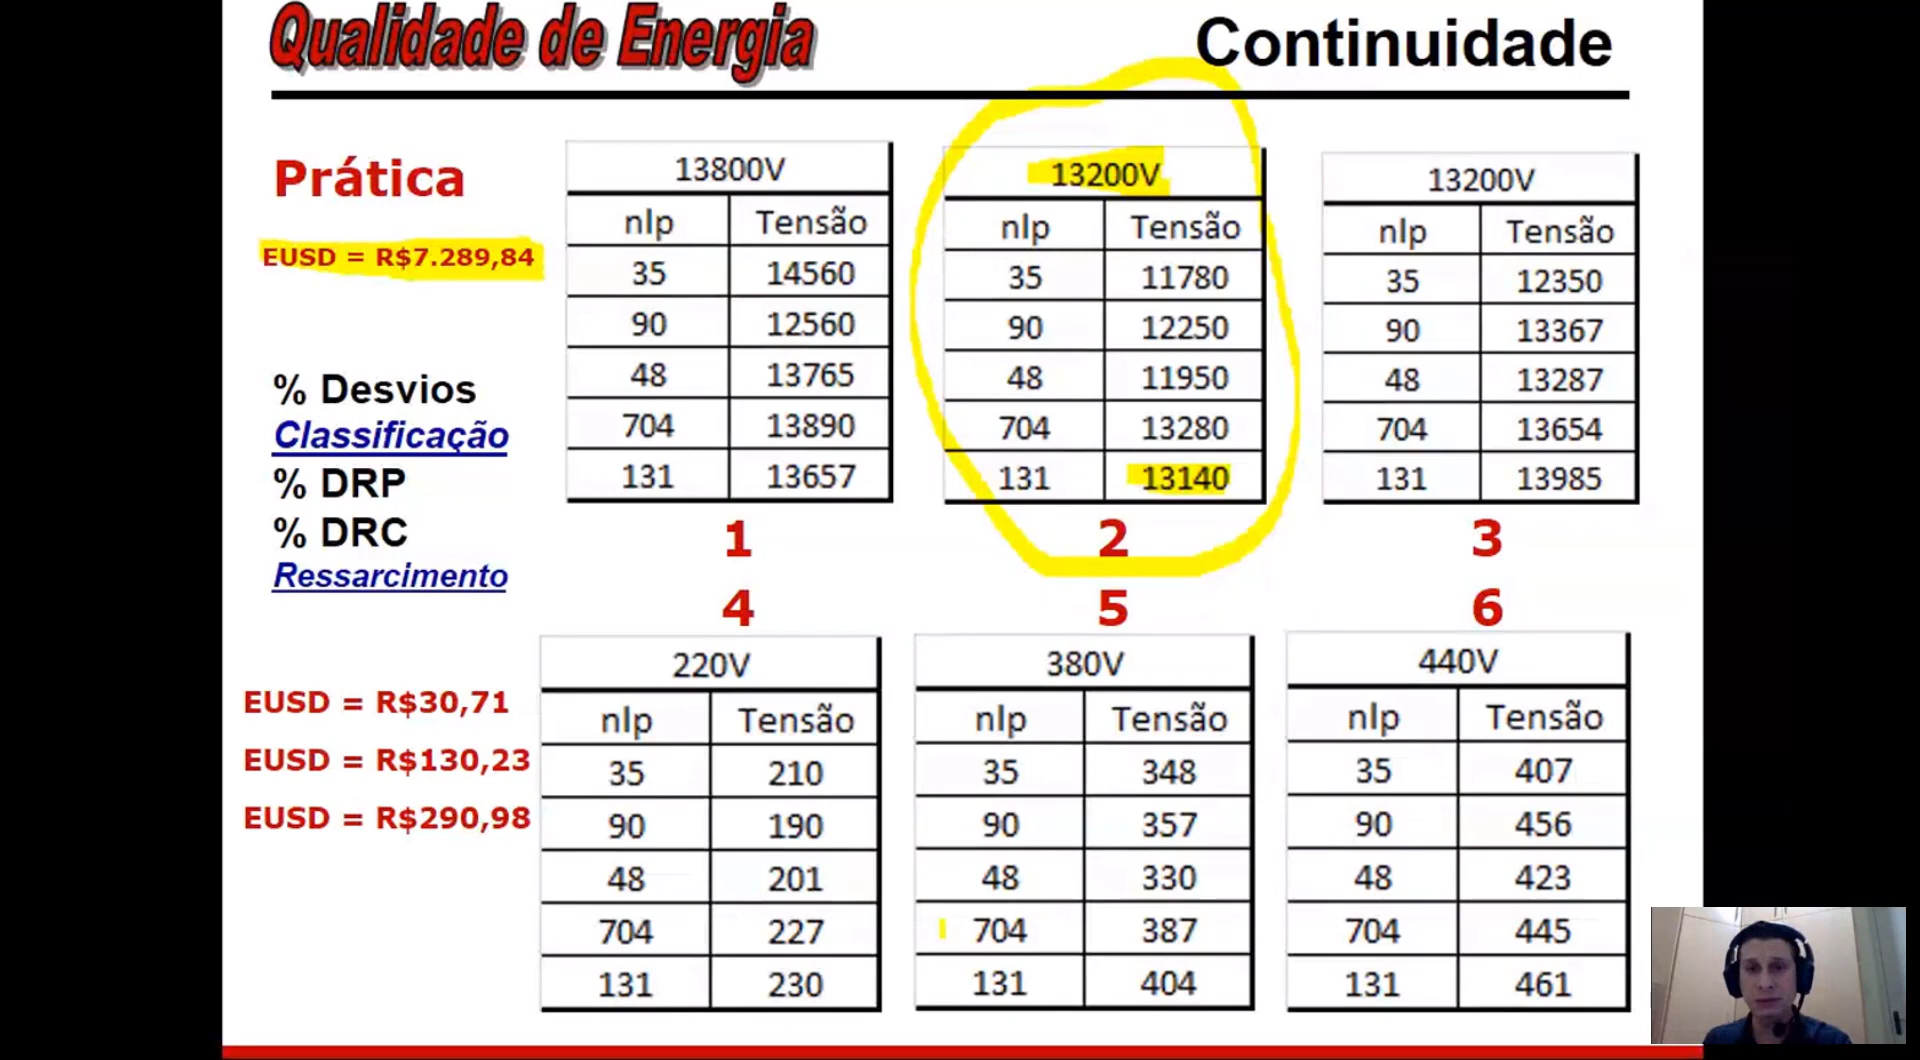 Qualidade de Energia
Continuidade
Prática
EUSD = R$7.289,84
% Desvios
Classificação
% DRP
% DRC
Ressarcimento
13800V
nlp Tensão
35 14560
90 12560
48 13765
704 13890
131 13657
1
13200V
nlp Tensão
35 11780
90 12250
48 11950
704 13280
131 13140
2
13200V
nlp Tensão
35 12350
90 13367
48 13287
704 13654
131 13985
3
EUSD = R$30,71
EUSD = R$130,23
EUSD = R$290,98
4
220V
nlp Tensão
35 210
90 190
48 201
704 227
131 230
5
380V
nlp Tensão
35 348
90 357
48 330
704 387
131 404
6
440V
nlp Tensão
35 407
90 456
48 423
704 445
131 461